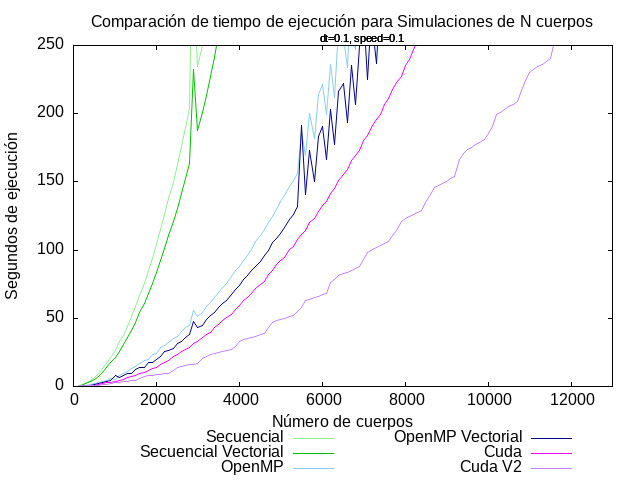 Comparación de tiempo de ejecución para Simulaciones de N cuerpos
dt=0.1, speed=0.1
250
200
150
100
50
0
Segundos de ejecución
0 2000 4000 6000 8000 10000 12000
Número de cuerpos
Secuencial
Secuencial Vectorial
OpenMP
OpenMP Vectorial
Cuda
Cuda V2